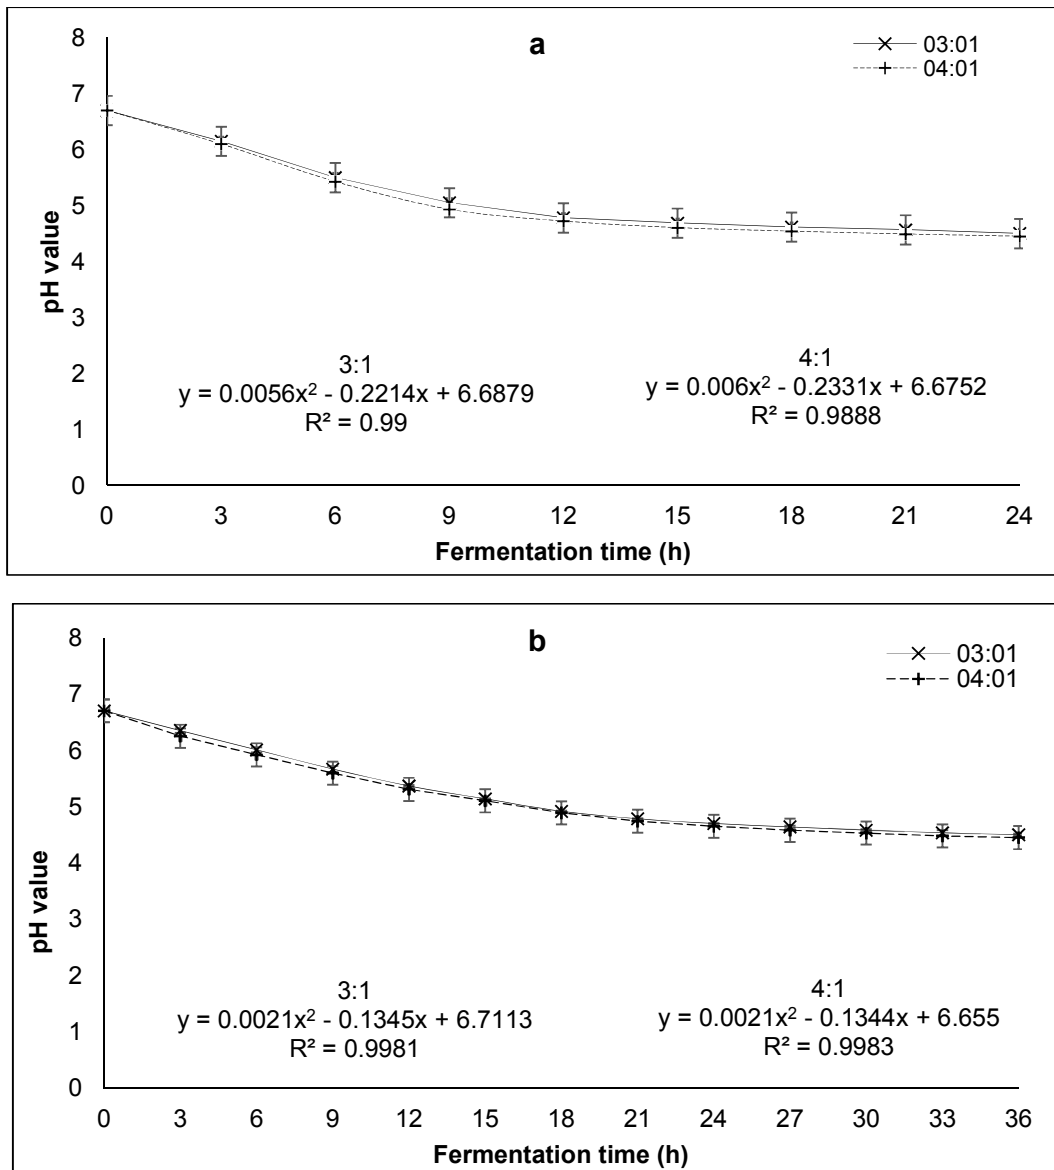 a
03:01
04:01
8
7
6
5
4
3
2
1
0
pH value
3:1
y = 0.0056x² - 0.2214x + 6.6879
R² = 0.99
4:1
y = 0.006x² - 0.2331x + 6.6752
R² = 0.9888
0 3 6 9 12 15 18 21 24
Fermentation time (h)
b
03:01
04:01
8
7
6
5
4
3
2
1
0
pH value
3:1
y = 0.0021x² - 0.1345x + 6.7113
R² = 0.9981
4:1
y = 0.0021x² - 0.1344x + 6.655
R² = 0.9983
0 3 6 9 12 15 18 21 24 27 30 33 36
Fermentation time (h)